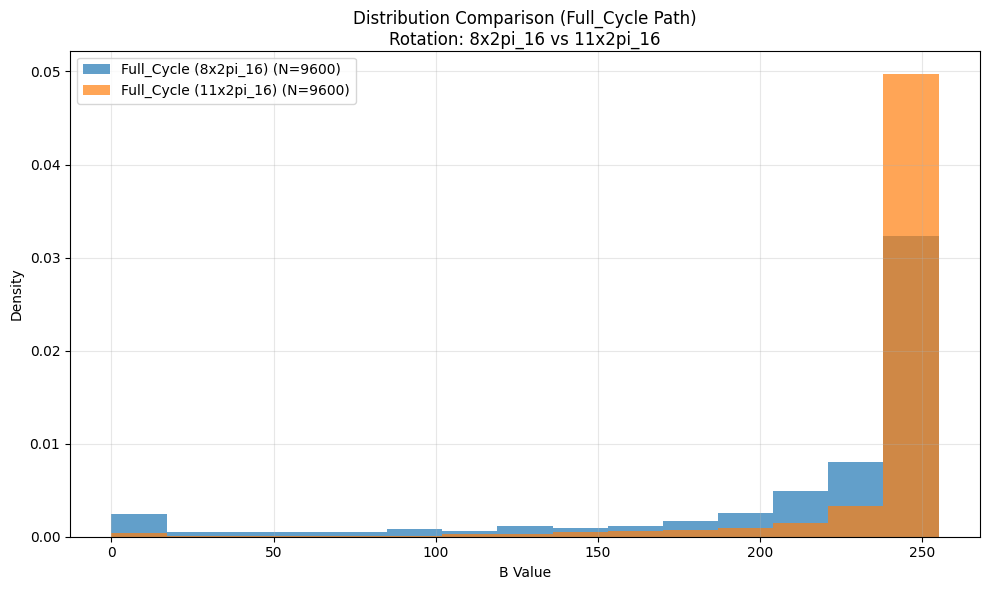 Distribution Comparison (Full_Cycle Path)
Rotation: 8x2pi_16 vs 11x2pi_16
Full_Cycle (8x2pi_16) (N=9600)
Full_Cycle (11x2pi_16) (N=9600)
0.05
0.04
0.03
0.02
0.01
0.00
Density
0 50 100 150 200 250
B Value